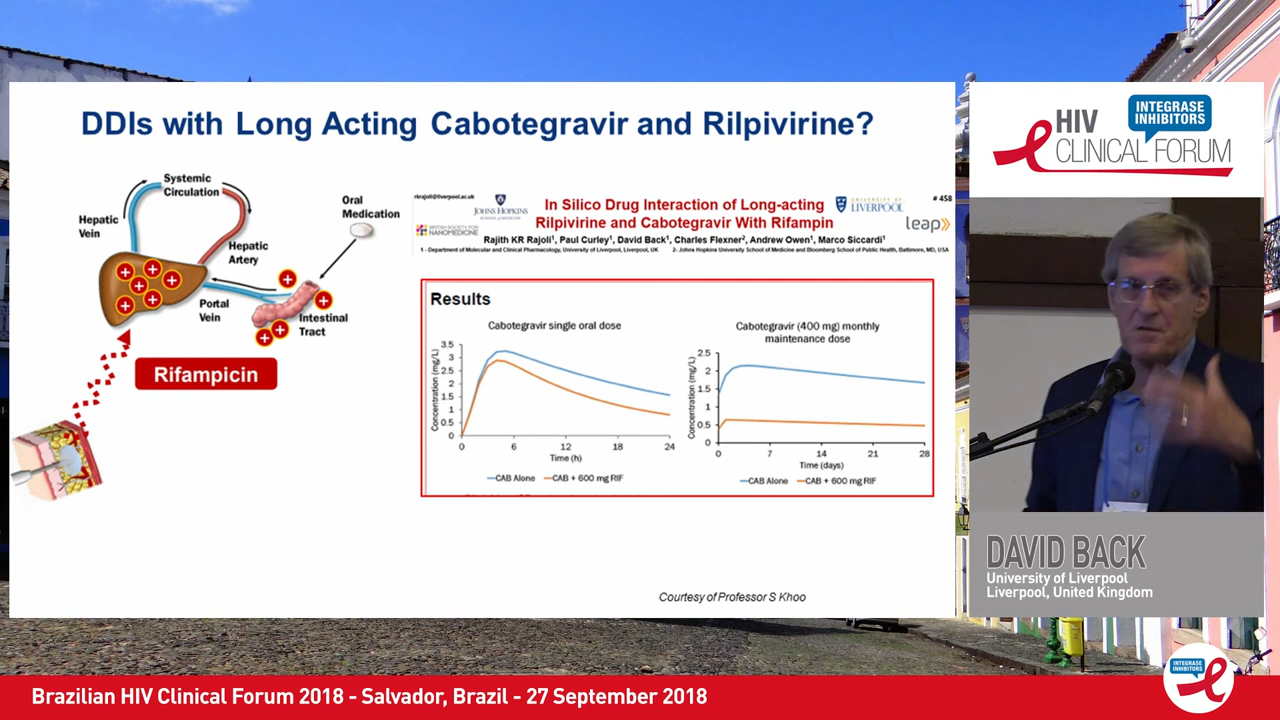 DDIs with Long Acting Cabotegravir and Rilpivirine?
Systemic
Circulation
Hepatic
Vein
Hepatic
Artery
Portal
Vein
Oral
Medication
Intestinal
Tract
Rifampicin
rkrajoli@liverpool.ac.uk
JOHNS HOPKINS
SCHOOL of MEDICINE
BRITISH SOCIETY for
NANOMEDICINE
In Silico Drug Interaction of Long-acting
Rilpivirine and Cabotegravir With Rifampin
UNIVERSITY OF
LIVERPOOL
# 458
leap
Rajith KR Rajoli¹, Paul Curley¹, David Back¹, Charles Flexner², Andrew Owen¹, Marco Siccardi¹
1 - Department of Molecular and Clinical Pharmacology, University of Liverpool, Liverpool, UK 2- Johns Hopkins University School of Medicine and Bloomberg School of Public Health, Baltimore, MD, USA
Results
Cabotegravir single oral dose
Concentration (mg/L)
3.5
3
2.5
2
1.5
1
0.5
0
0 6 12 18 24
Time (h)
CAB Alone CAB + 600 mg RIF
Cabotegravir (400 mg) monthly
maintenance dose
Concentration (mg/L)
2.5
2
1.5
1
0.5
0
0 7 14 21 28
Time (days)
CAB Alone CAB + 600 mg RIF
Courtesy of Professor S Khoo
HIV
INTEGRASE
INHIBITORS
CLINICAL FORUM
DAVID BACK
University of Liverpool
Liverpool, United Kingdom
INTEGRASE
INHIBITORS
Brazilian HIV Clinical Forum 2018 - Salvador, Brazil - 27 September 2018